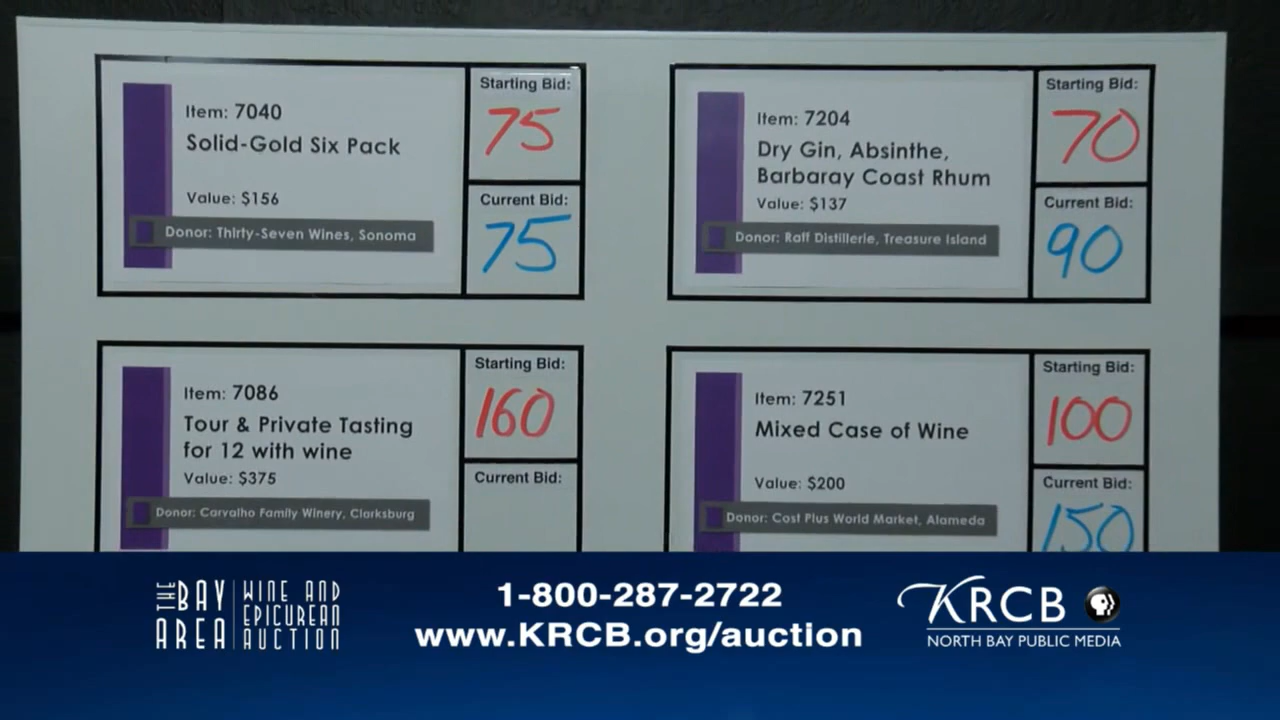 Item: 7040
Solid-Gold Six Pack
Value: $156
Donor: Thirty-Seven Wines, Sonoma
Starting Bid:
75
Current Bid:
75
Item: 7204
Dry Gin, Absinthe,
Barbaray Coast Rhum
Value: $137
Donor: Raff Distillerie, Treasure Island
Starting Bid:
70
Current Bid:
90
Item: 7086
Tour & Private Tasting
for 12 with wine
Value: $375
Donor: Carvalho Family Winery, Clarksburg
Starting Bid:
160
Current Bid:
Item: 7251
Mixed Case of Wine
Value: $200
Donor: Cost Plus World Market, Alameda
Starting Bid:
100
Current Bid:
150
THE BAY AREA
WINE AND
EPICUREAN
AUCTION
1-800-287-2722
www.KRCB.org/auction
KRCB
NORTH BAY PUBLIC MEDIA